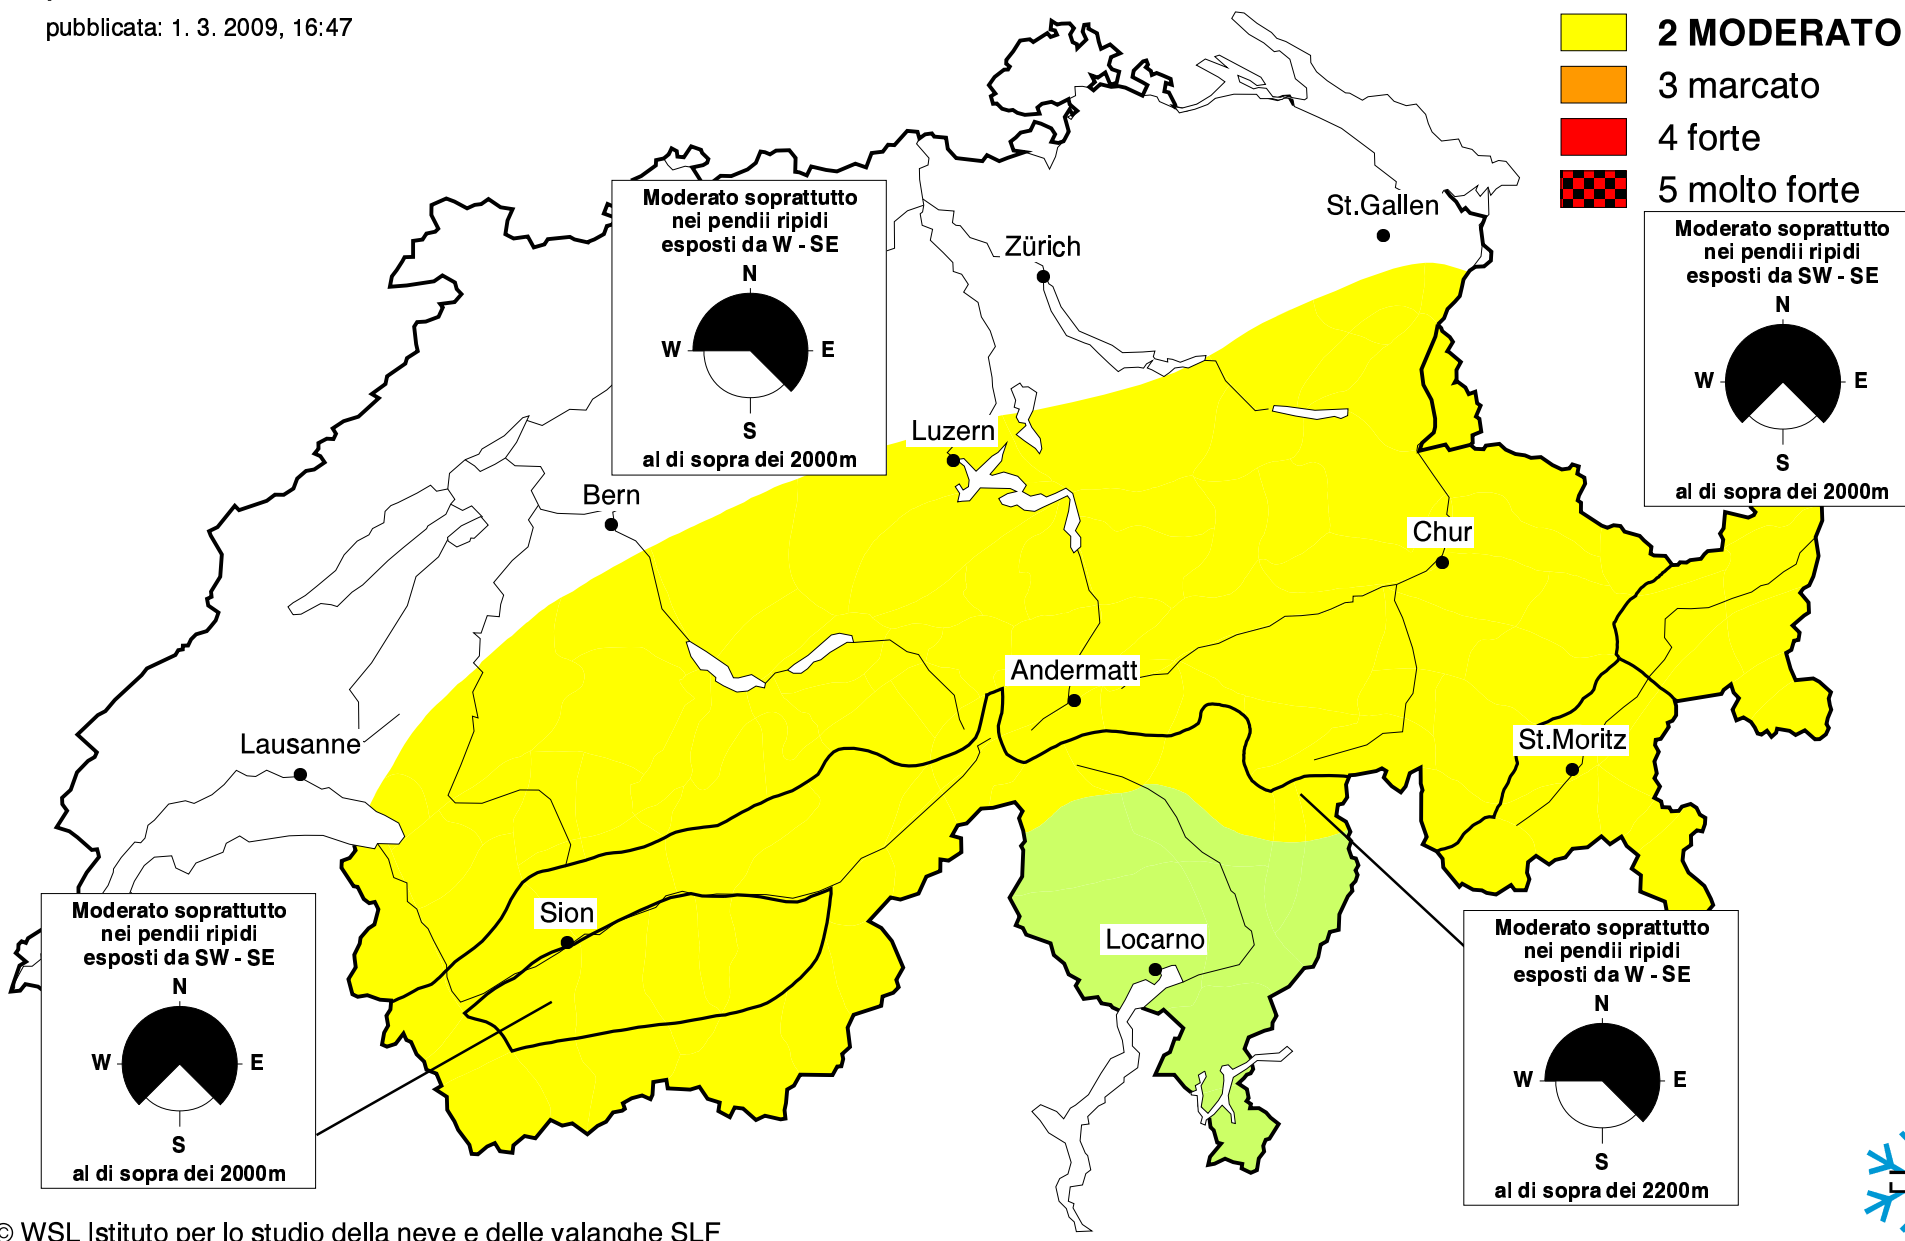 pubblicata: 1. 3. 2009, 16:47
2 MODERATO
3 marcato
4 forte
5 molto forte
Moderato soprattutto
nei pendii ripidi
esposti da W - SE
N
W
E
S
al di sopra dei 2000m
Moderato soprattutto
nei pendii ripidi
esposti da SW - SE
N
W
E
S
al di sopra dei 2000m
St.Gallen
Zürich
Luzern
Bern
Chur
Andermatt
Lausanne
St.Moritz
Sion
Locarno
Moderato soprattutto
nei pendii ripidi
esposti da SW - SE
N
W
E
S
al di sopra dei 2000m
Moderato soprattutto
nei pendii ripidi
esposti da W - SE
N
W
E
S
al di sopra dei 2200m
© WSL Istituto per lo studio della neve e delle valanghe SLF